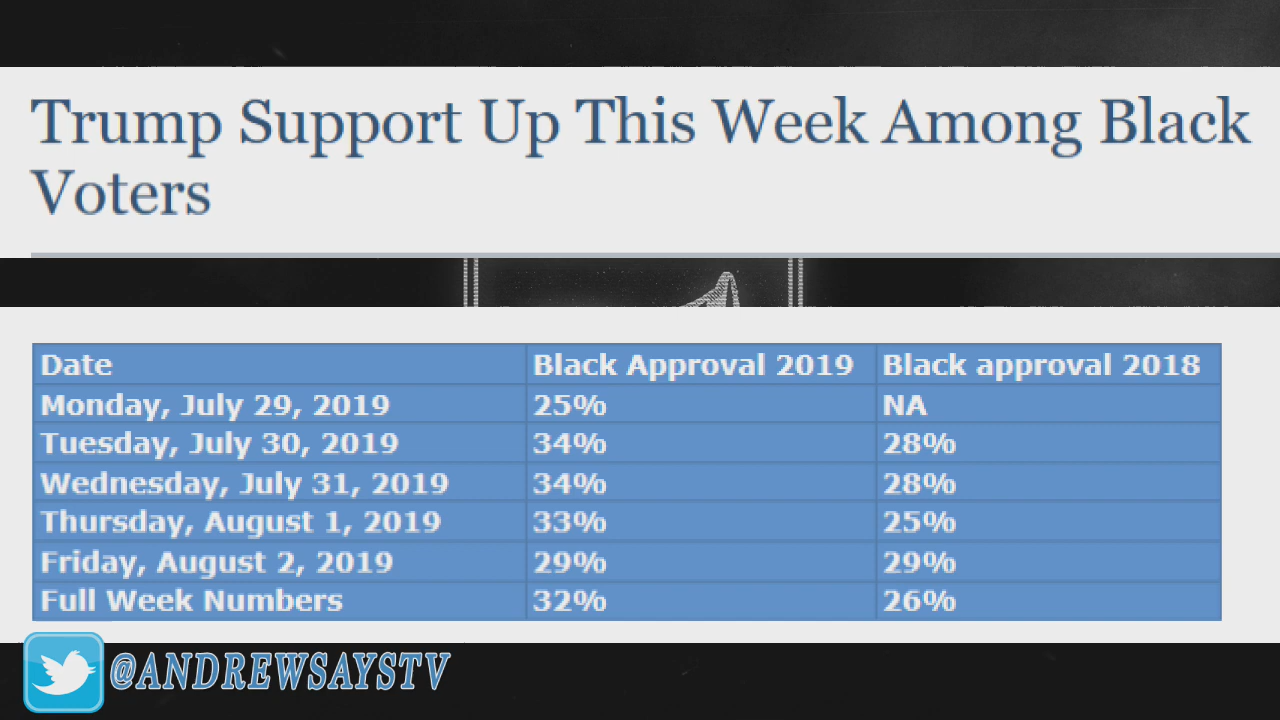 Trump Support Up This Week Among Black
Voters
Date Black Approval 2019 Black approval 2018
Monday, July 29, 2019 25% NA
Tuesday, July 30, 2019 34% 28%
Wednesday, July 31, 2019 34% 28%
Thursday, August 1, 2019 33% 25%
Friday, August 2, 2019 29% 29%
Full Week Numbers 32% 26%
@ANDREWSAYSTV